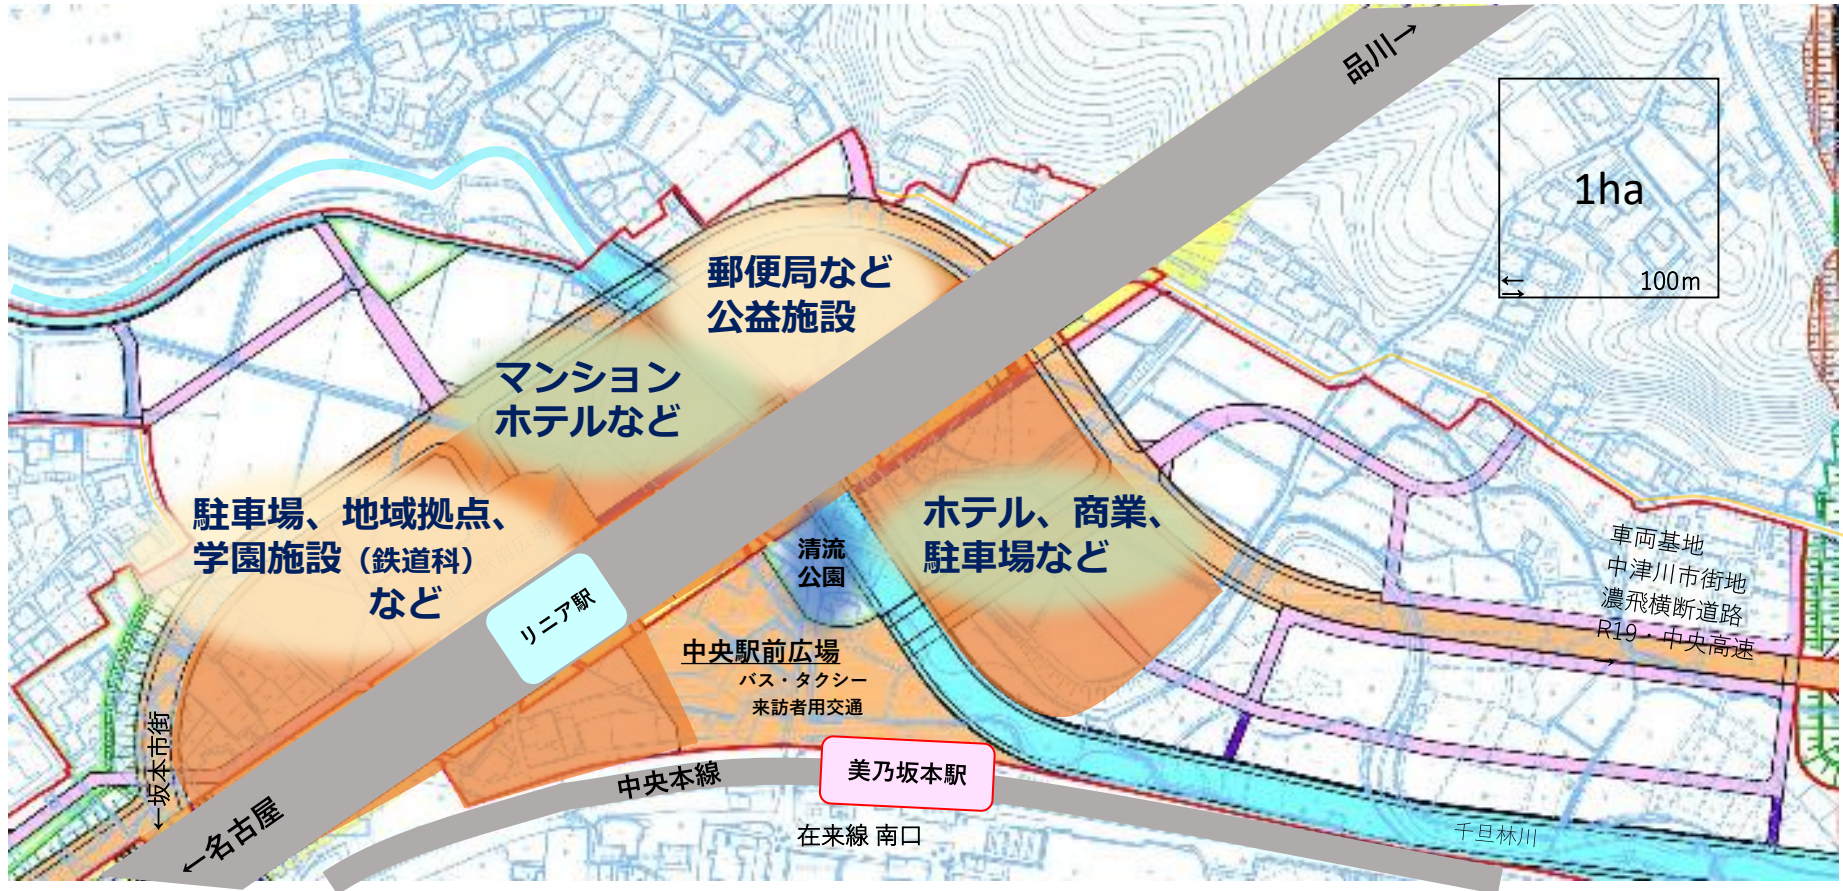 品川→
1ha
←
→
100m
郵便局など
公益施設
マンション
ホテルなど
駐車場、地域拠点、
学園施設（鉄道科）
など
ホテル、商業、
駐車場など
清流
公園
リニア駅
中央駅前広場
バス・タクシー
来訪者用交通
車両基地
中津川市街地
濃飛横断道路
R19・中央高速
→
←坂本市街
←名古屋
中央本線
美乃坂本駅
在来線 南口
千旦林川